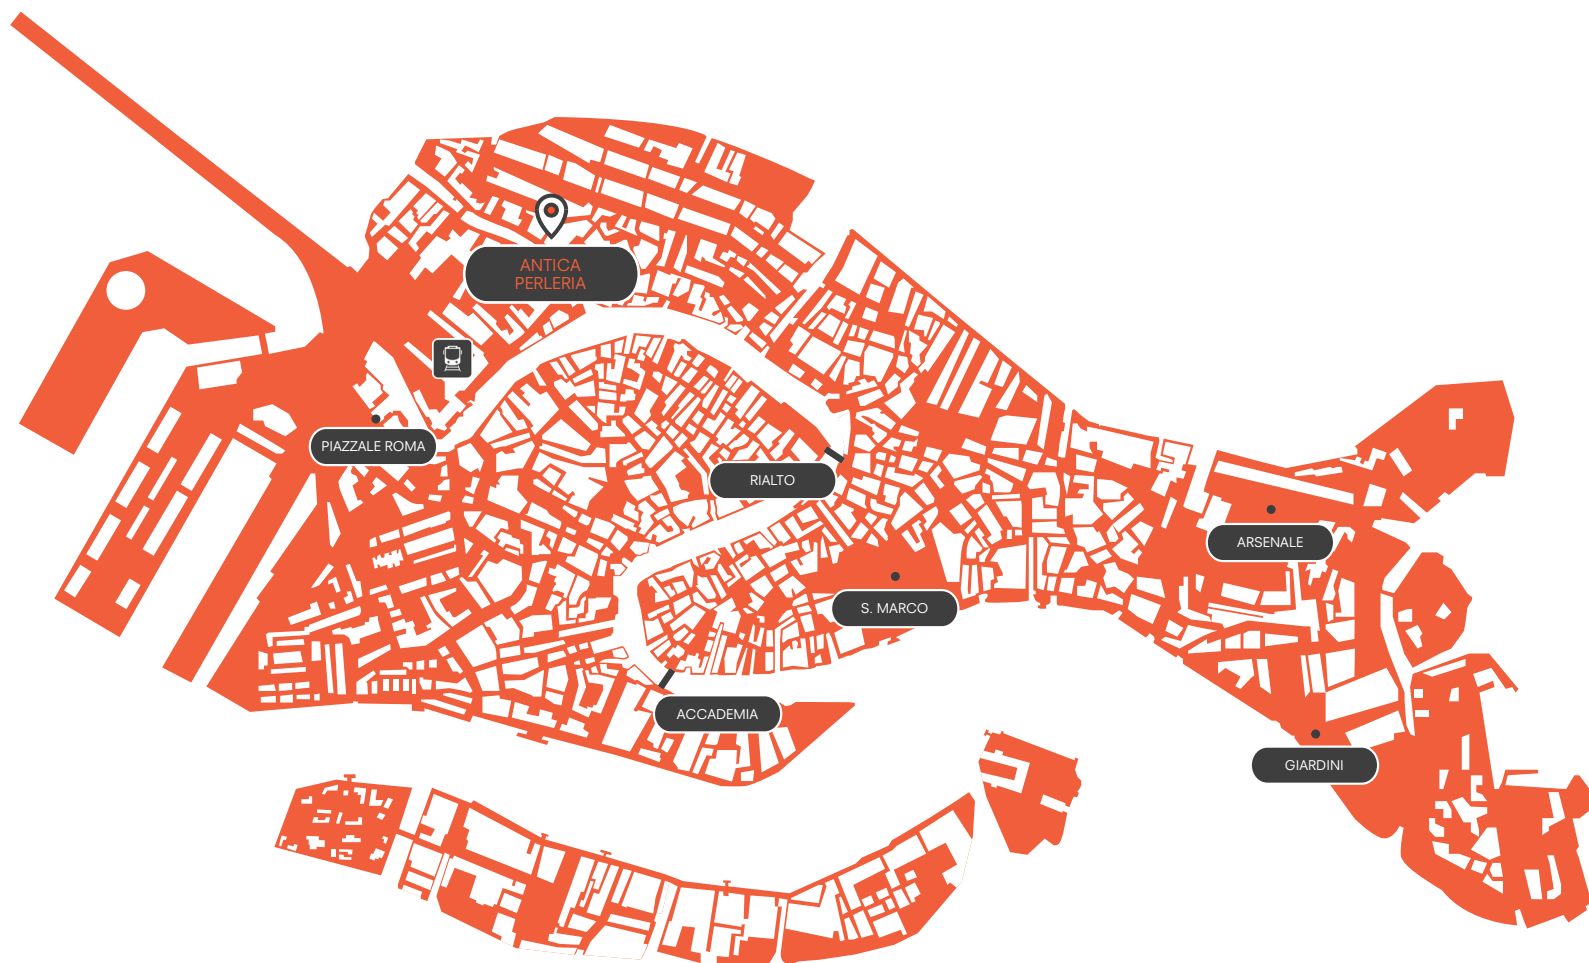 ANTICA
PERLERIA
PIAZZALE ROMA
RIALTO
ARSENALE
S. MARCO
ACCADEMIA
GIARDINI